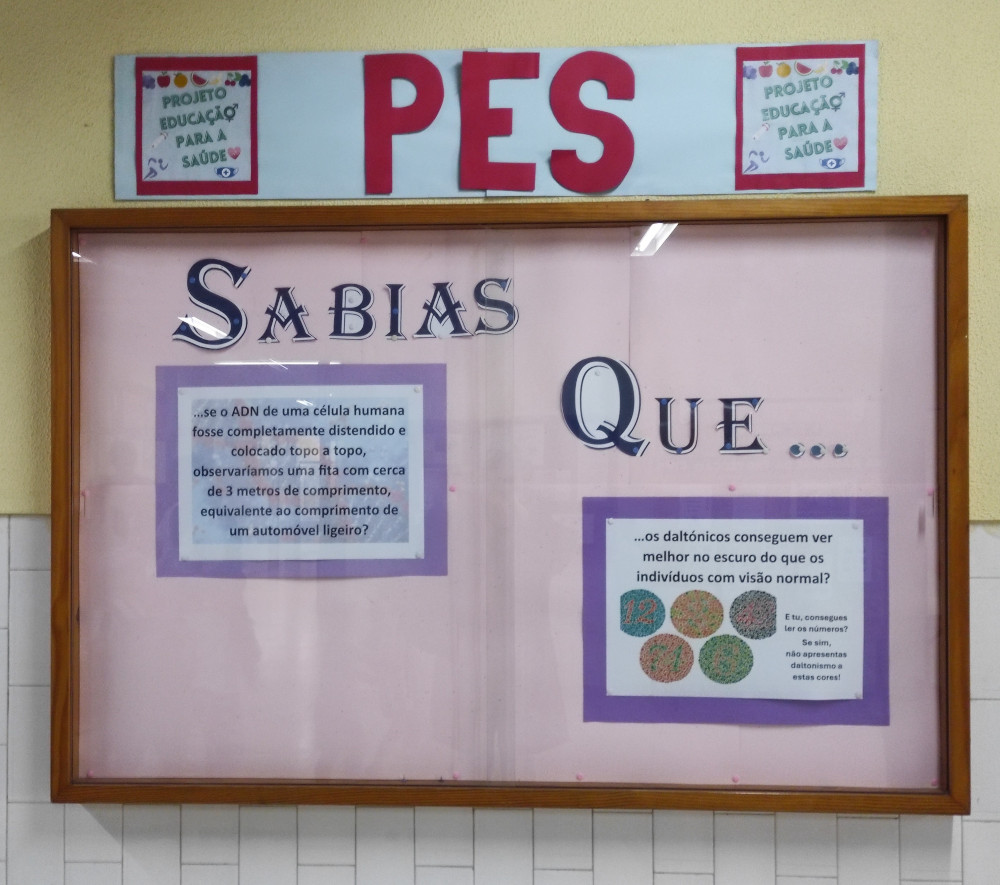 PROJETO
EDUCAÇÃO
PARA A
SAÚDE
PES
PROJETO
EDUCAÇÃO
PARA A
SAÚDE
SABIAS
QUE...
...se o ADN de uma célula humana
fosse completamente distendido e
colocado topo a topo,
observaríamos uma fita com cerca
de 3 metros de comprimento,
equivalente ao comprimento de
um automóvel ligeiro?
...os daltónicos conseguem ver
melhor no escuro do que os
indivíduos com visão normal?
12
E tu, consegues
ler os números?
Se sim,
não apresentas
daltonismo a
estas cores!